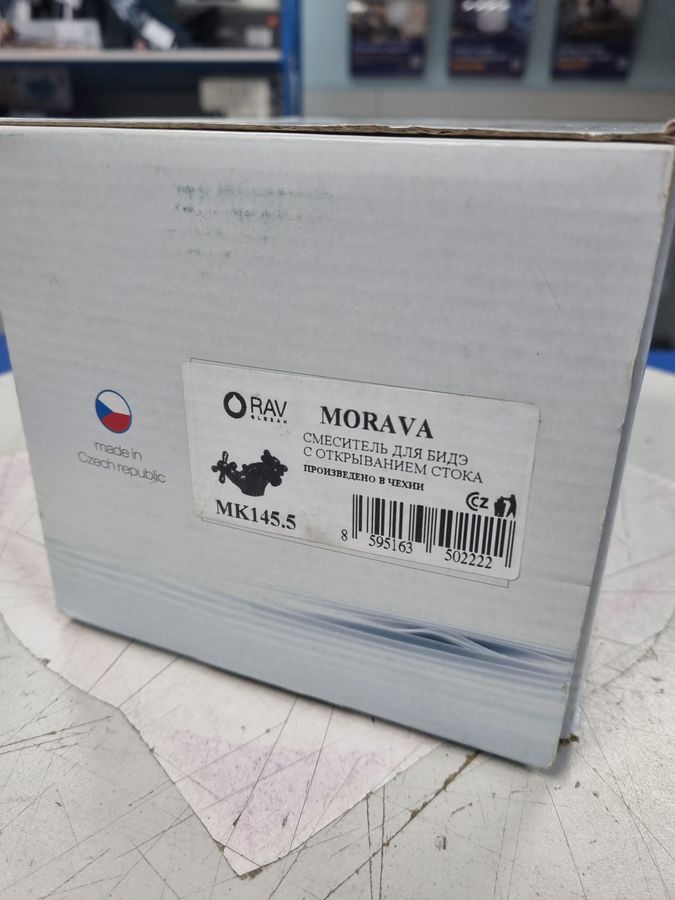 RAV
SLEZAK
MORAVA
СМЕСИТЕЛЬ ДЛЯ БИДЭ
С ОТКРЫВАНИЕМ СТОКА
ПРОИЗВЕДЕНО В ЧЕХИИ
CZ
MK145.5
8 595163 502222
made in
Czech republic